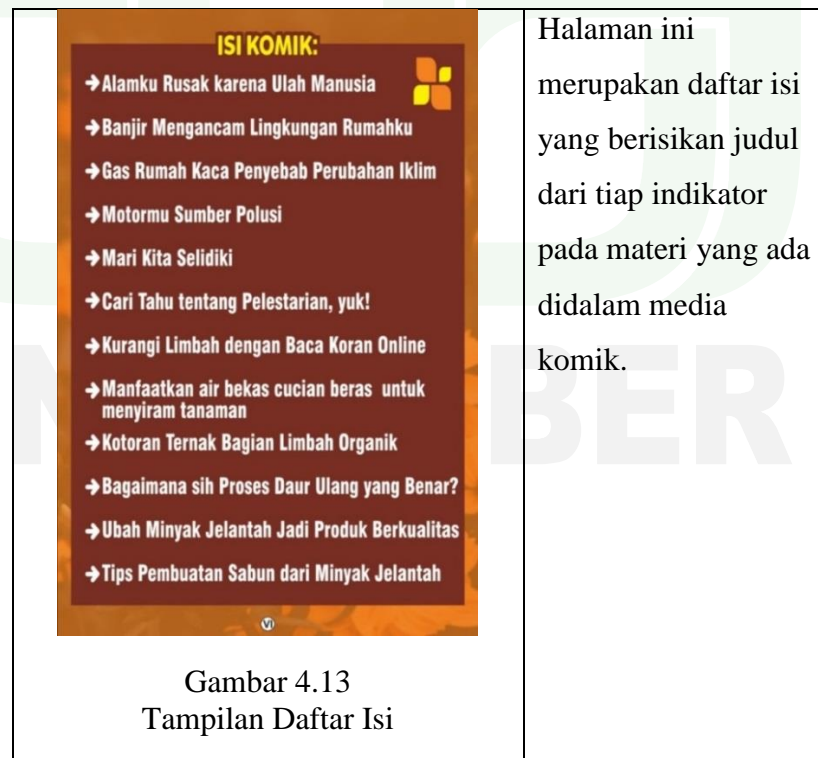 ISI KOMIK:
➔Alamku Rusak karena Ulah Manusia
➔Banjir Mengancam Lingkungan Rumahku
➔Gas Rumah Kaca Penyebab Perubahan Iklim
➔Motormu Sumber Polusi
➔Mari Kita Selidiki
➔Cari Tahu tentang Pelestarian, yuk!
➔Kurangi Limbah dengan Baca Koran Online
➔Manfaatkan air bekas cucian beras untuk
menyiram tanaman
➔Kotoran Ternak Bagian Limbah Organik
➔Bagaimana sih Proses Daur Ulang yang Benar?
➔Ubah Minyak Jelantah Jadi Produk Berkualitas
➔Tips Pembuatan Sabun dari Minyak Jelantah
VI
Gambar 4.13
Tampilan Daftar Isi
Halaman ini
merupakan daftar isi
yang berisikan judul
dari tiap indikator
pada materi yang ada
didalam media
komik.
BER